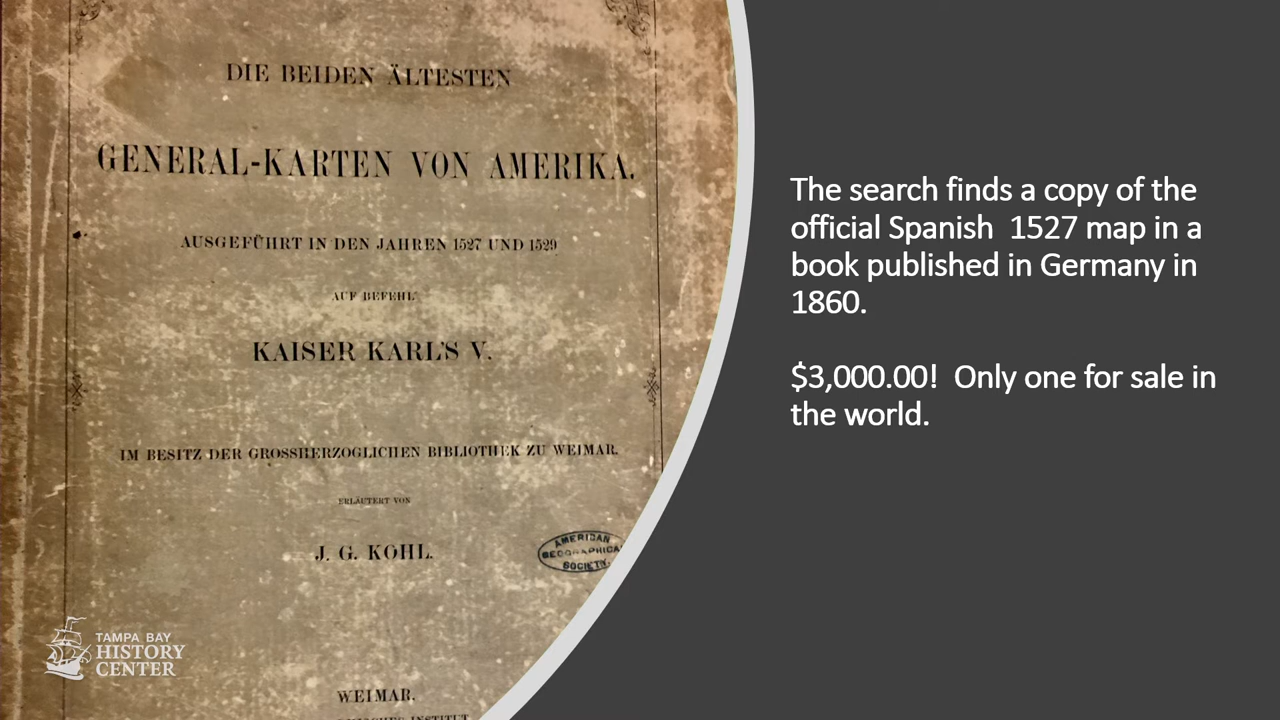 DIE BEIDEN ÄLTESTEN
GENERAL-KARTEN VON AMERIKA.
AUSGEFÜHRT IN DEN JAHREN 1527 UND 1529
AUF BEFEHL
KAISER KARL'S V.
IM BESITZ DER GROSSHERZOGLICHEN BIBLIOTHEK ZU WEIMAR.
ERLÄUTERT VON
J. G. KOHL.
AMERICAN
SOCIETY.
WEIMAR.
INSTITUT
TAMPA BAY
HISTORY
CENTER
The search finds a copy of the
official Spanish 1527 map in a
book published in Germany in
1860.
$3,000.00! Only one for sale in
the world.